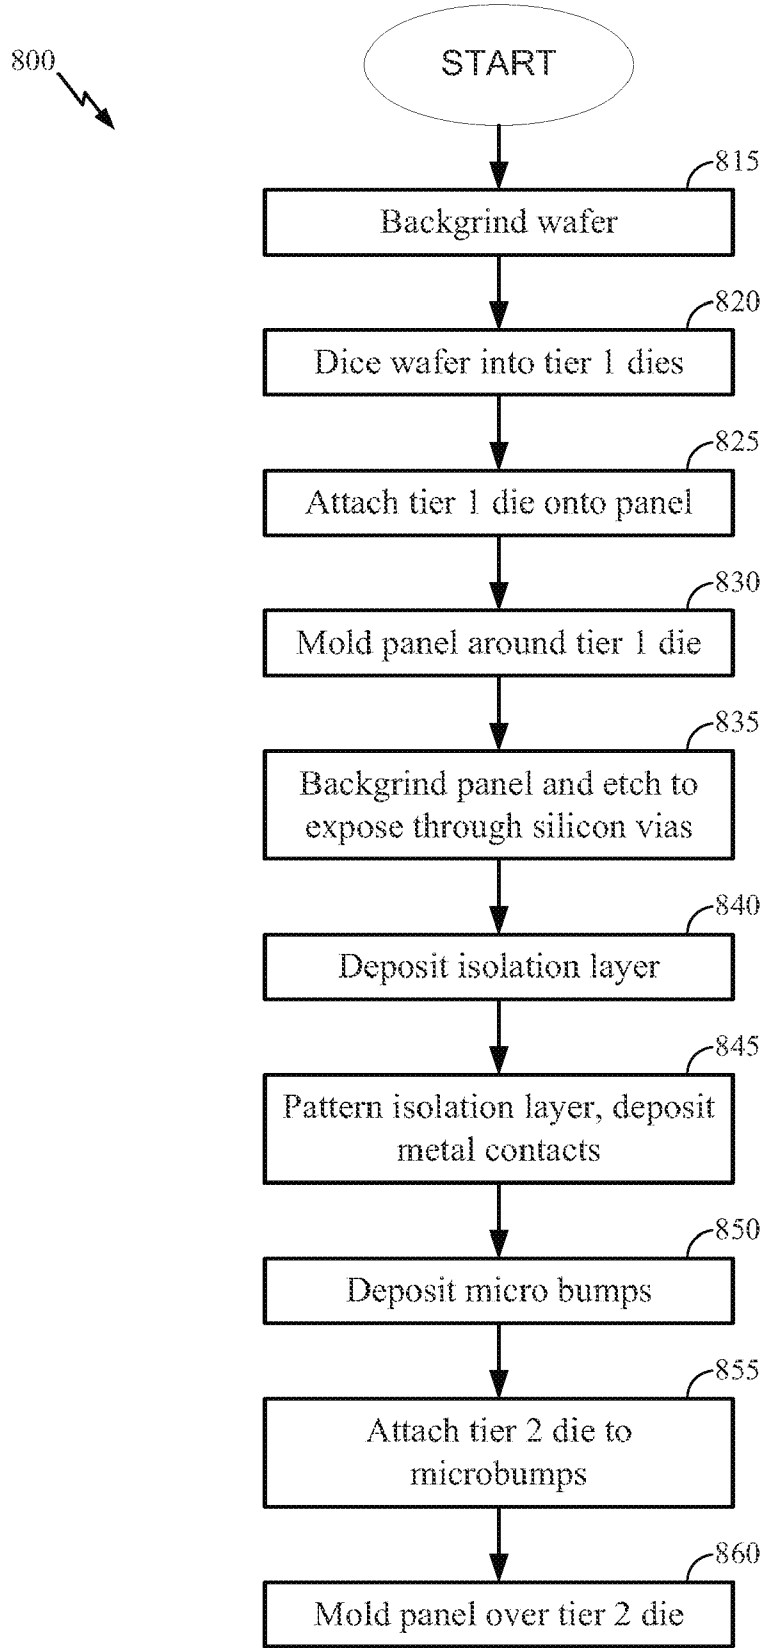 800
START
815
Backgrind wafer
820
Dice wafer into tier 1 dies
825
Attach tier 1 die onto panel
830
Mold panel around tier 1 die
835
Backgrind panel and etch to
expose through silicon vias
840
Deposit isolation layer
845
Pattern isolation layer, deposit
metal contacts
850
Deposit micro bumps
855
Attach tier 2 die to
microbumps
860
Mold panel over tier 2 die